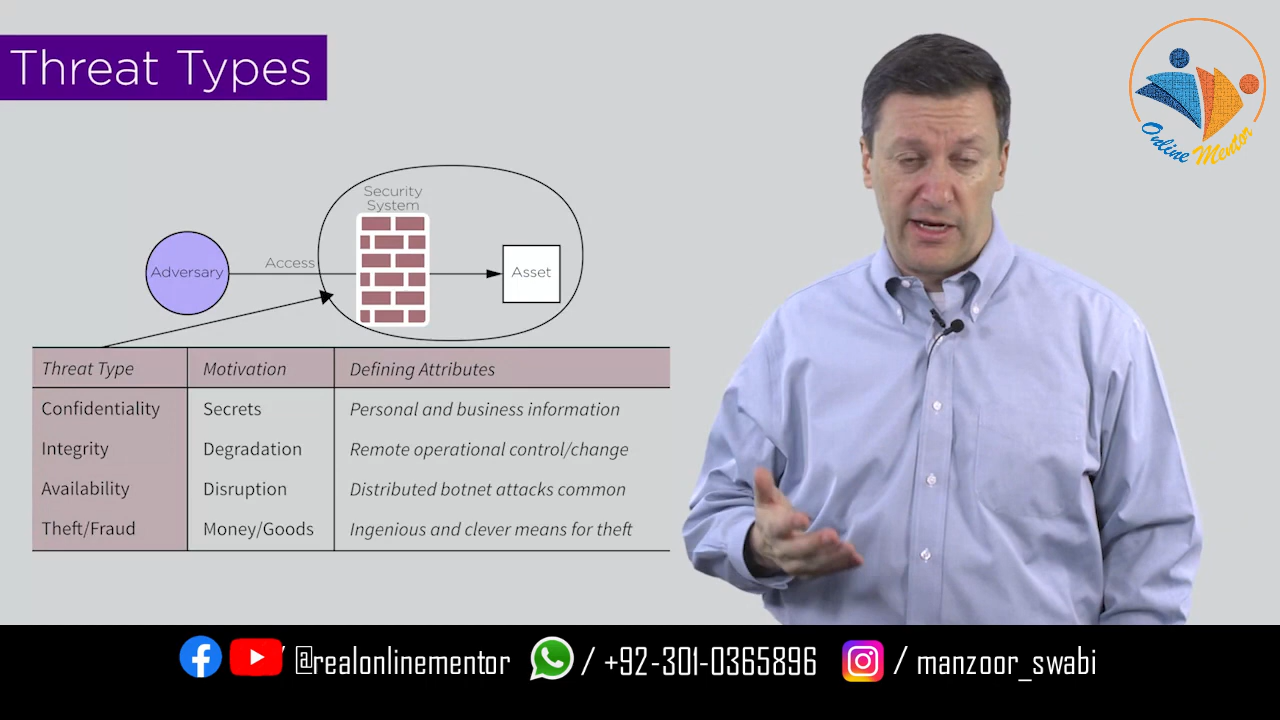 Threat Types
Online Mentor
Security
System
Adversary
Access
Asset
Threat Type Motivation Defining Attributes
Confidentiality Secrets Personal and business information
Integrity Degradation Remote operational control/change
Availability Disruption Distributed botnet attacks common
Theft/Fraud Money/Goods Ingenious and clever means for theft
/ @realonlinementor / +92-301-0365896 / manzoor_swabi